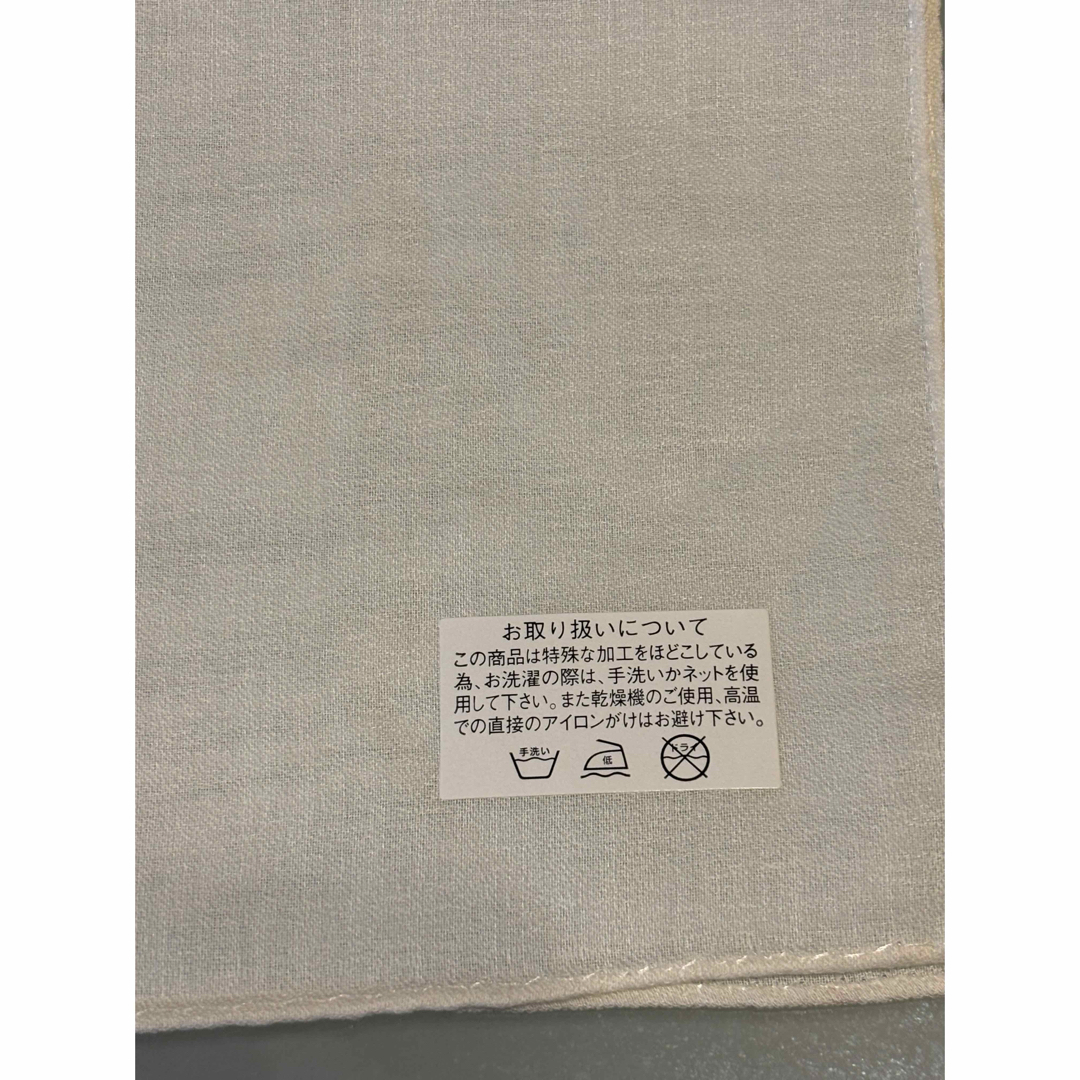 お取り扱いについて
この商品は特殊な加工をほどこしている
為、お洗濯の際は、手洗いかネットを使
用して下さい。また乾燥機のご使用、高温
での直接のアイロンがけはお避け下さい。
手洗い 低 ドライ